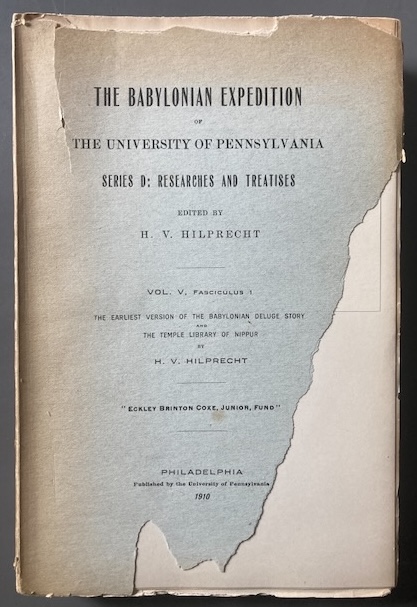 THE BABYLONIAN EXPEDITION
OF
THE UNIVERSITY OF PENNSYLVANIA
SERIES D: RESEARCHES AND TREATISES
EDITED BY
H. V. HILPRECHT
VOL. V, FASCICULUS 1
THE EARLIEST VERSION OF THE BABYLONIAN DELUGE STORY
AND
THE TEMPLE LIBRARY OF NIPPUR
BY
H. V. HILPRECHT
"ECKLEY BRINTON COXE, JUNIOR, FUND"
PHILADELPHIA
Published by the University of Pennsylvania
1910